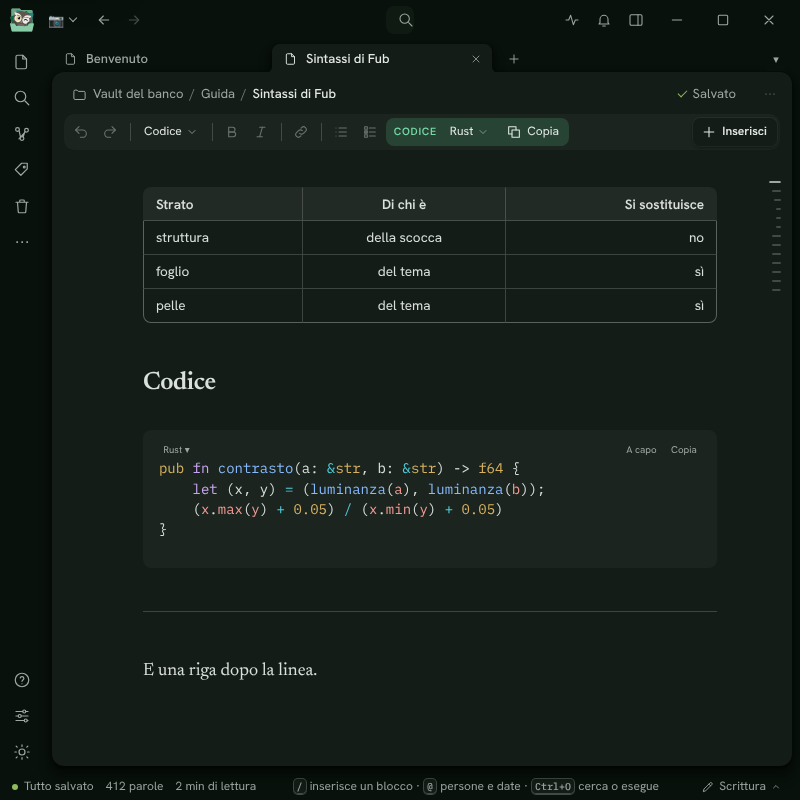 Benvenuto
Sintassi di Fub
Vault del banco / Guida / Sintassi di Fub
Salvato
Codice
B I
CODICE Rust Copia
Inserisci
Strato Di chi è Si sostituisce
struttura della scocca no
foglio del tema sì
pelle del tema sì
Codice
Rust ▾ A capo Copia
pub fn contrasto(a: &str, b: &str) -> f64 {
    let (x, y) = (luminanza(a), luminanza(b));
    (x.max(y) + 0.05) / (x.min(y) + 0.05)
}
E una riga dopo la linea.
Tutto salvato 412 parole 2 min di lettura / inserisce un blocco · @ persone e date · Ctrl+O cerca o esegue Scrittura